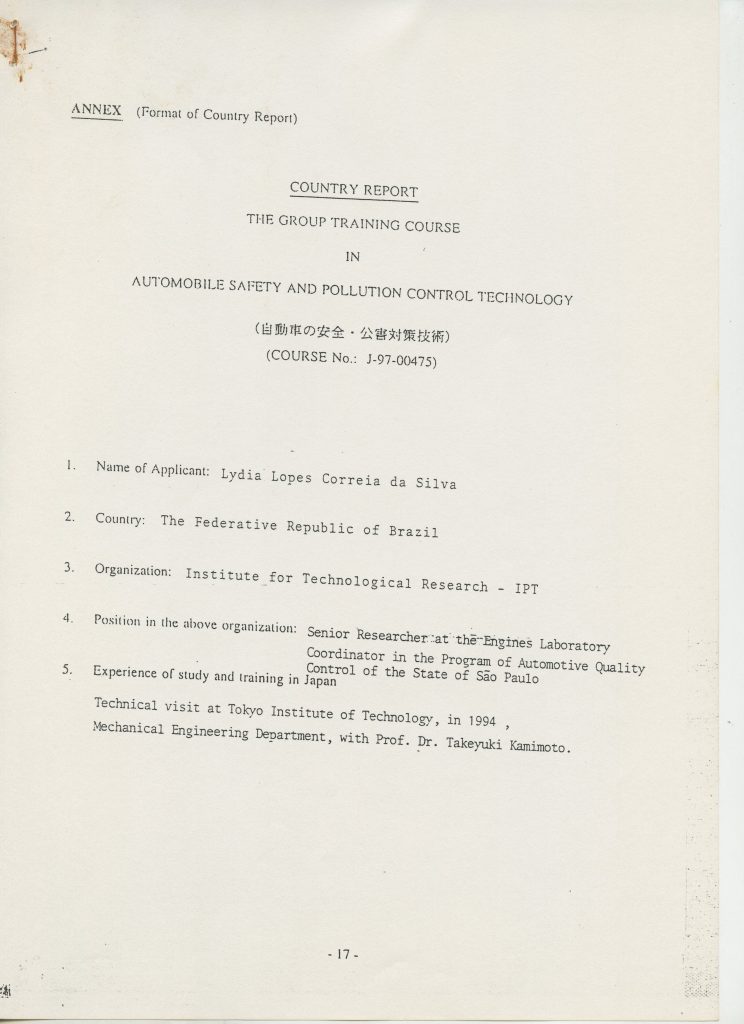 ANNEX (Format of Country Report)
COUNTRY REPORT
THE GROUP TRAINING COURSE
IN
AUTOMOBILE SAFETY AND POLLUTION CONTROL TECHNOLOGY
(自動車の安全・公害対策技術)
(COURSE No.: J-97-00475)
1. Name of Applicant: Lydia Lopes Correia da Silva
2. Country: The Federative Republic of Brazil
3. Organization: Institute for Technological Research - IPT
4. Position in the above organization: Senior Researcher at the Engines Laboratory
Coordinator in the Program of Automotive Quality
Control of the State of São Paulo
5. Experience of study and training in Japan
Technical visit at Tokyo Institute of Technology, in 1994 ,
Mechanical Engineering Department, with Prof. Dr. Takeyuki Kamimoto.
- 17 -